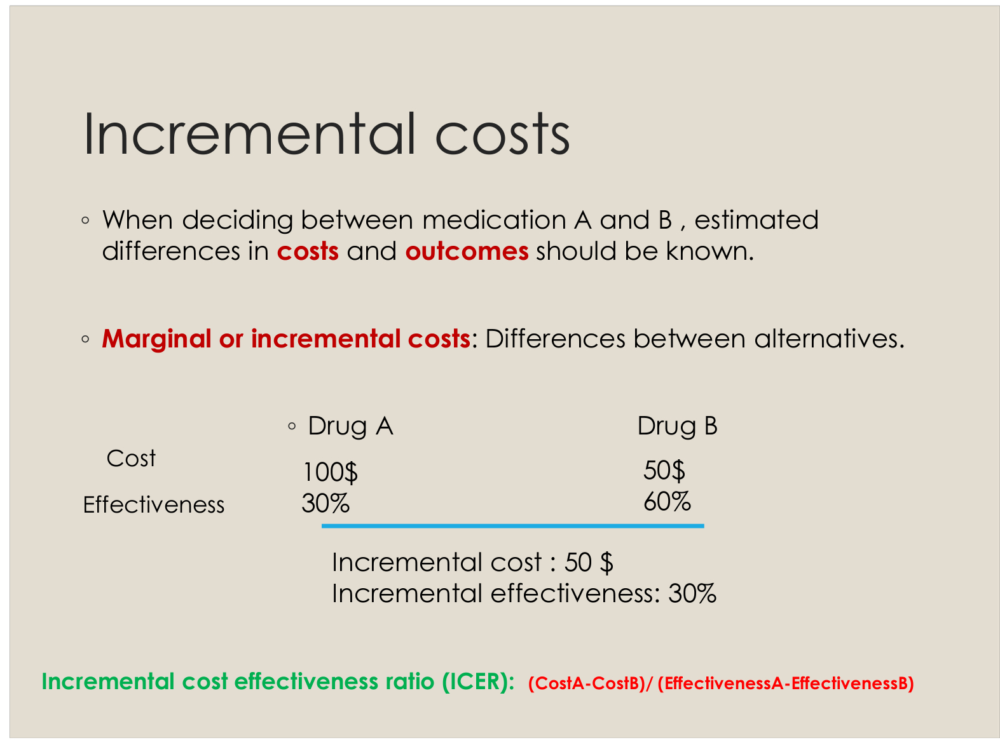 Incremental costs
◦ When deciding between medication A and B , estimated
differences in costs and outcomes should be known.
◦ Marginal or incremental costs: Differences between alternatives.
◦ Drug A Drug B
Cost 100$ 50$
Effectiveness 30% 60%
Incremental cost : 50 $
Incremental effectiveness: 30%
Incremental cost effectiveness ratio (ICER): (CostA-CostB)/ (EffectivenessA-EffectivenessB)